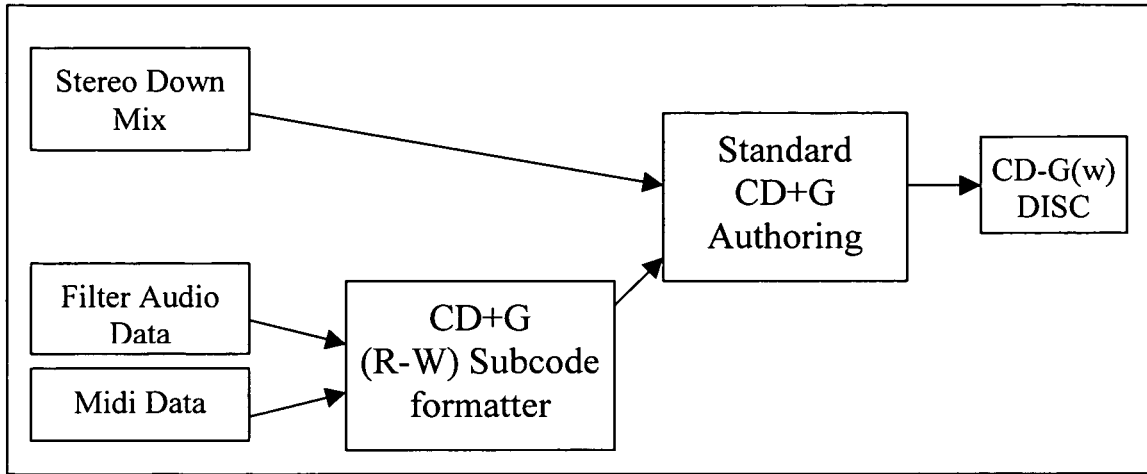 Stereo Down
Mix
Filter Audio
Data
Midi Data
CD+G
(R-W) Subcode
formatter
Standard
CD+G
Authoring
CD-G(w)
DISC